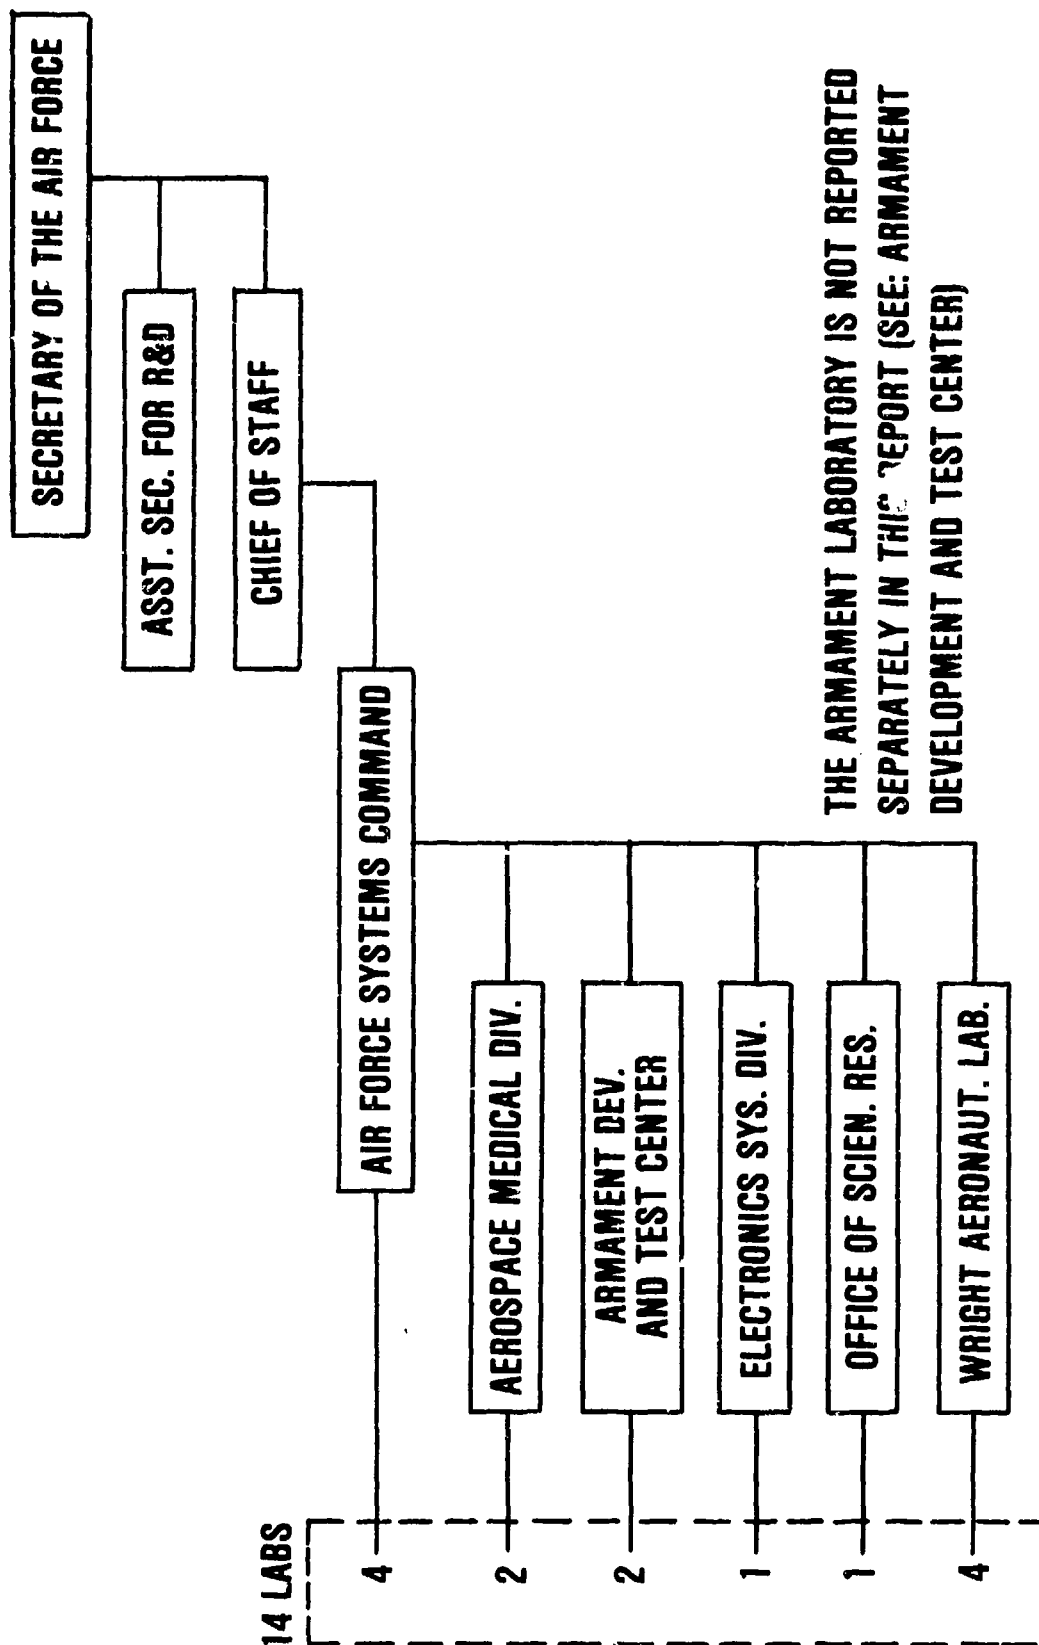 SECRETARY OF THE AIR FORCE
ASST. SEC. FOR R&D
CHIEF OF STAFF
14 LABS
4
AIR FORCE SYSTEMS COMMAND
2
AEROSPACE MEDICAL DIV.
2
ARMAMENT DEV.
AND TEST CENTER
1
ELECTRONICS SYS. DIV.
1
OFFICE OF SCIEN. RES.
4
WRIGHT AERONAUT. LAB.
THE ARMAMENT LABORATORY IS NOT REPORTED
SEPARATELY IN THIS REPORT (SEE: ARMAMENT
DEVELOPMENT AND TEST CENTER)